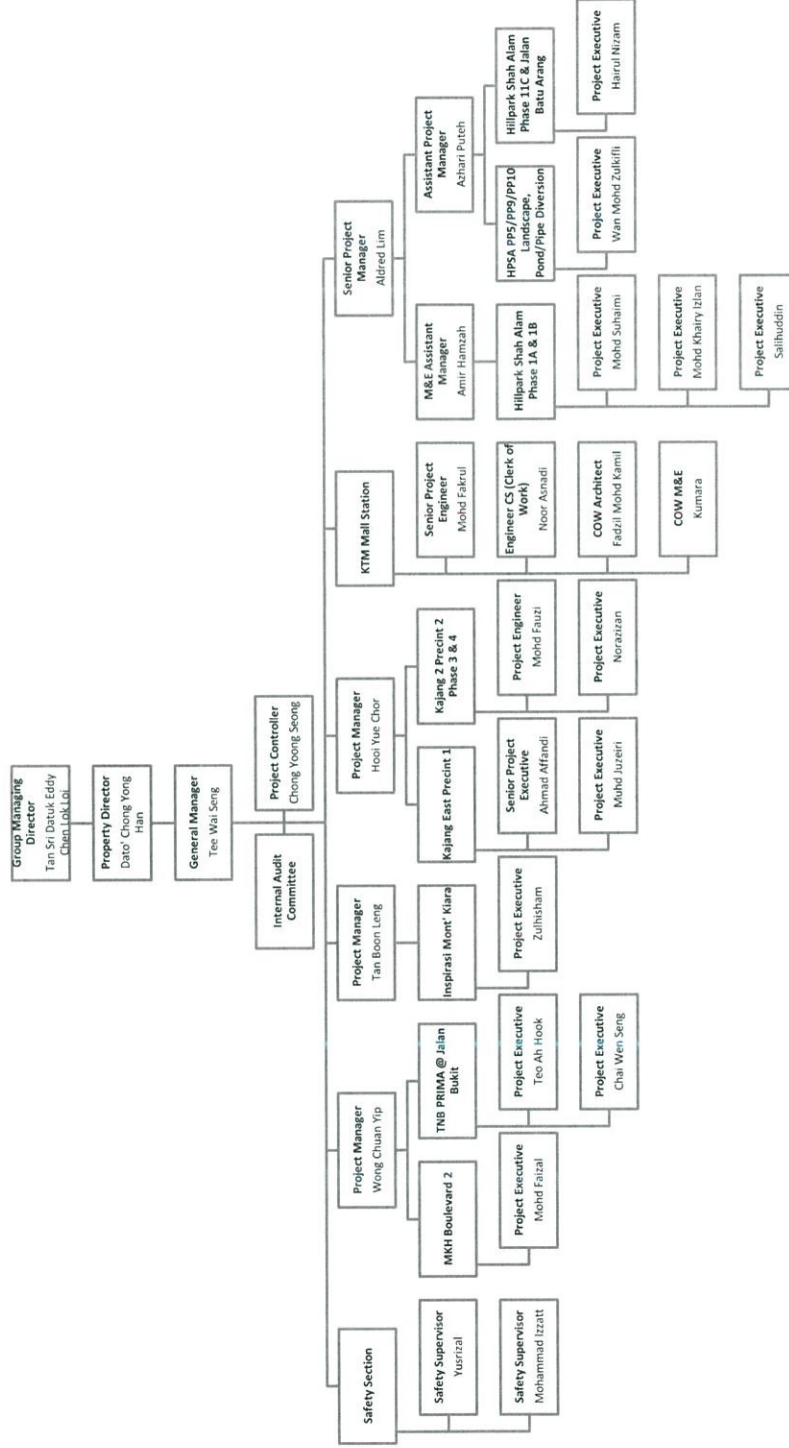 Group Managing
Director
Tan Sri Datuk Eddy
Chen Lok Loi
Property Director
Dato' Chong Yong
Han
General Manager
Tee Wai Seng
Internal Audit
Committee
Project Controller
Chong Yoong Seong
Safety Section
Safety Supervisor
Yusrizal
Safety Supervisor
Mohammad Izzatt
Project Manager
Wong Chuan Yip
MKH Boulevard 2
Project Executive
Mohd Faizal
TNB PRIMA @ Jalan
Bukit
Project Executive
Teo Ah Hook
Project Executive
Chai Wen Seng
Project Manager
Tan Boon Leng
Inspirasi Mont' Kiara
Project Executive
Zulhisham
Project Manager
Hooi Yue Chor
Kajang East Precint 1
Senior Project
Executive
Ahmad Affandi
Project Executive
Muhd Juzeiri
Kajang 2 Precint 2
Phase 3 & 4
Project Engineer
Mohd Fauzi
Project Executive
Norazizan
KTM Mall Station
Senior Project
Engineer
Mohd Fakrul
Engineer CS (Clerk of
Work)
Noor Asnadi
COW Architect
Fadzil Mohd Kamil
COW M&E
Kumara
Senior Project
Manager
Aldred Lim
M&E Assistant
Manager
Amir Hamzah
Hillpark Shah Alam
Phase 1A & 1B
Project Executive
Mohd Suhaimi
Project Executive
Mohd Khairy Izlan
Project Executive
Salihuddin
Assistant Project
Manager
Azhari Puteh
HPSA PP5/PP9/PP10
Landscape,
Pond/Pipe Diversion
Project Executive
Wan Mohd Zulkifli
Hillpark Shah Alam
Phase 11C & Jalan
Batu Arang
Project Executive
Hairul Nizam